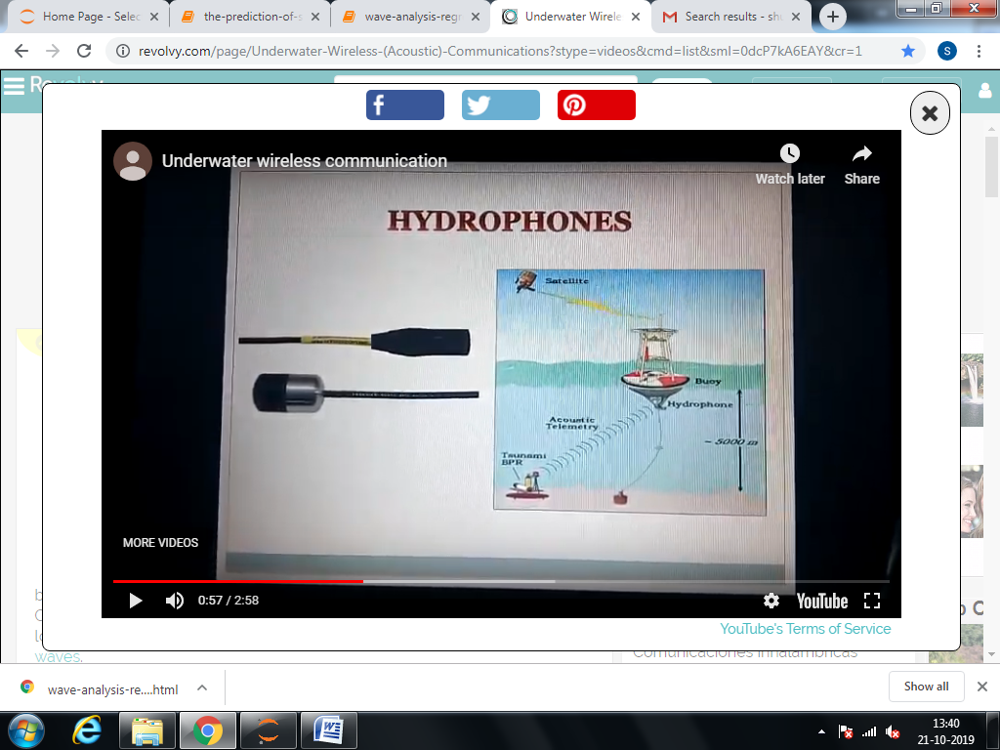 Home Page - Selec
the-prediction-of-s
wave-analysis-regr
Underwater Wirele
Search results - shu
revolvy.com/page/Underwater-Wireless-(Acoustic)-Communications?stype=videos&cmd=list&sml=0dcP7kA6EAY&cr=1
S
Underwater wireless communication
Watch later
Share
HYDROPHONES
Satellite
Buoy
Hydrophone
Acoustic
Telemetry
~ 5000 m
Tsunami
BPR
MORE VIDEOS
0:57 / 2:58
YouTube
YouTube's Terms of Service
waves.
Comunicaciones inalámbricas
wave-analysis-re....html
Show all
13:40
21-10-2019